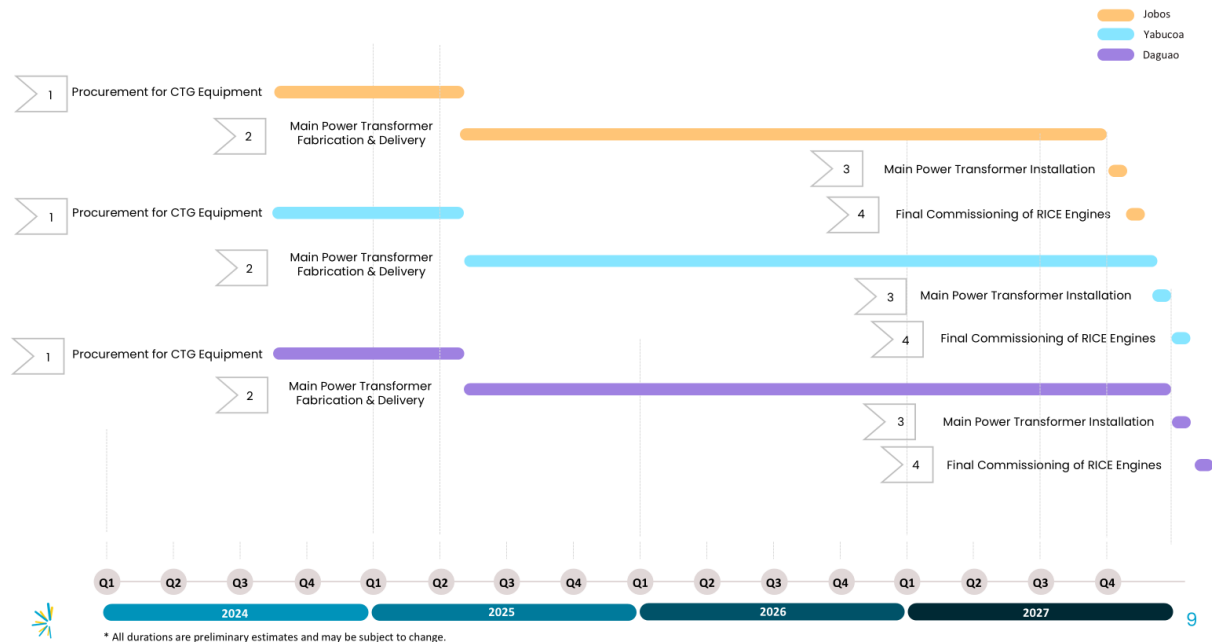 Jobos
Yabucoa
Daguao
1
Procurement for CTG Equipment
2
Main Power Transformer
Fabrication & Delivery
3
Main Power Transformer Installation
1
Procurement for CTG Equipment
4
Final Commissioning of RICE Engines
2
Main Power Transformer
Fabrication & Delivery
3
Main Power Transformer Installation
4
Final Commissioning of RICE Engines
1
Procurement for CTG Equipment
2
Main Power Transformer
Fabrication & Delivery
3
Main Power Transformer Installation
4
Final Commissioning of RICE Engines
Q1 Q2 Q3 Q4 Q1 Q2 Q3 Q4 Q1 Q2 Q3 Q4 Q1 Q2 Q3 Q4
2024 2025 2026 2027
9
* All durations are preliminary estimates and may be subject to change.